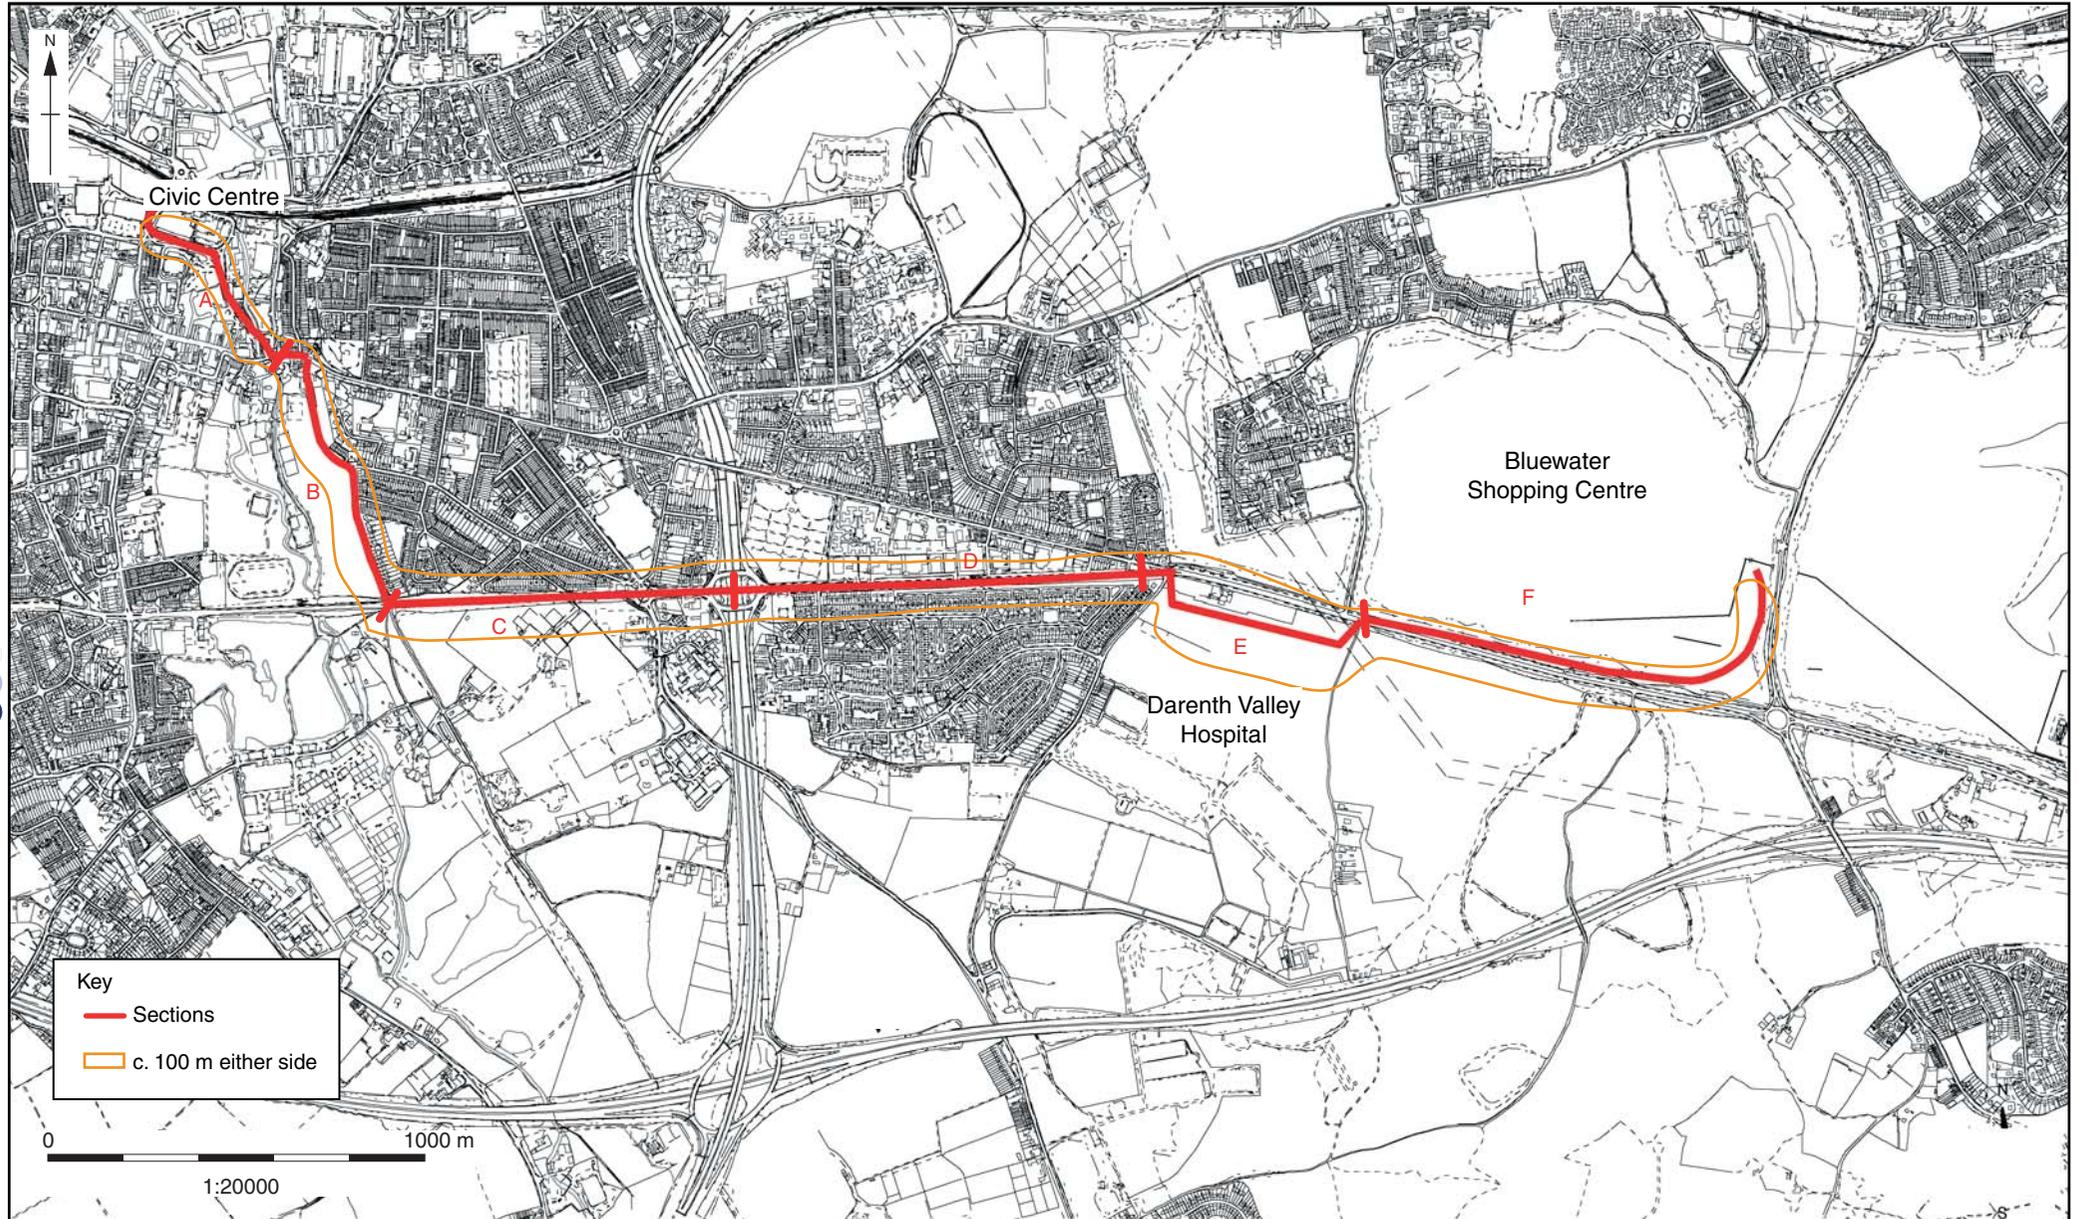 N
Civic Centre
A
B
C
D
E
F
Bluewater
Shopping Centre
Darenth Valley
Hospital
Key
Sections
c. 100 m either side
0 1000 m
1:20000
N
S